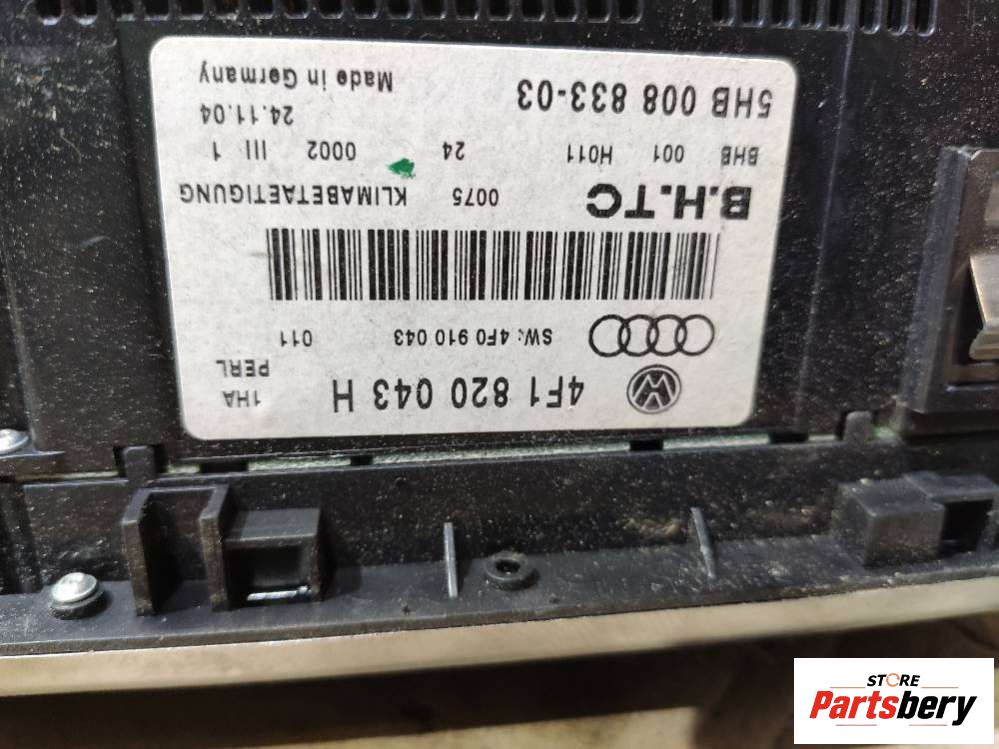 4F1 820 043 H
1HA
PERL
SW: 4F0 910 043 011
B.H.TC 0075 KLIMABETAETIGUNG
BHB 001 H011 24 0002 III 1
5HB 008 833-03
24.11.04
Made in Germany
STORE
Partsbery